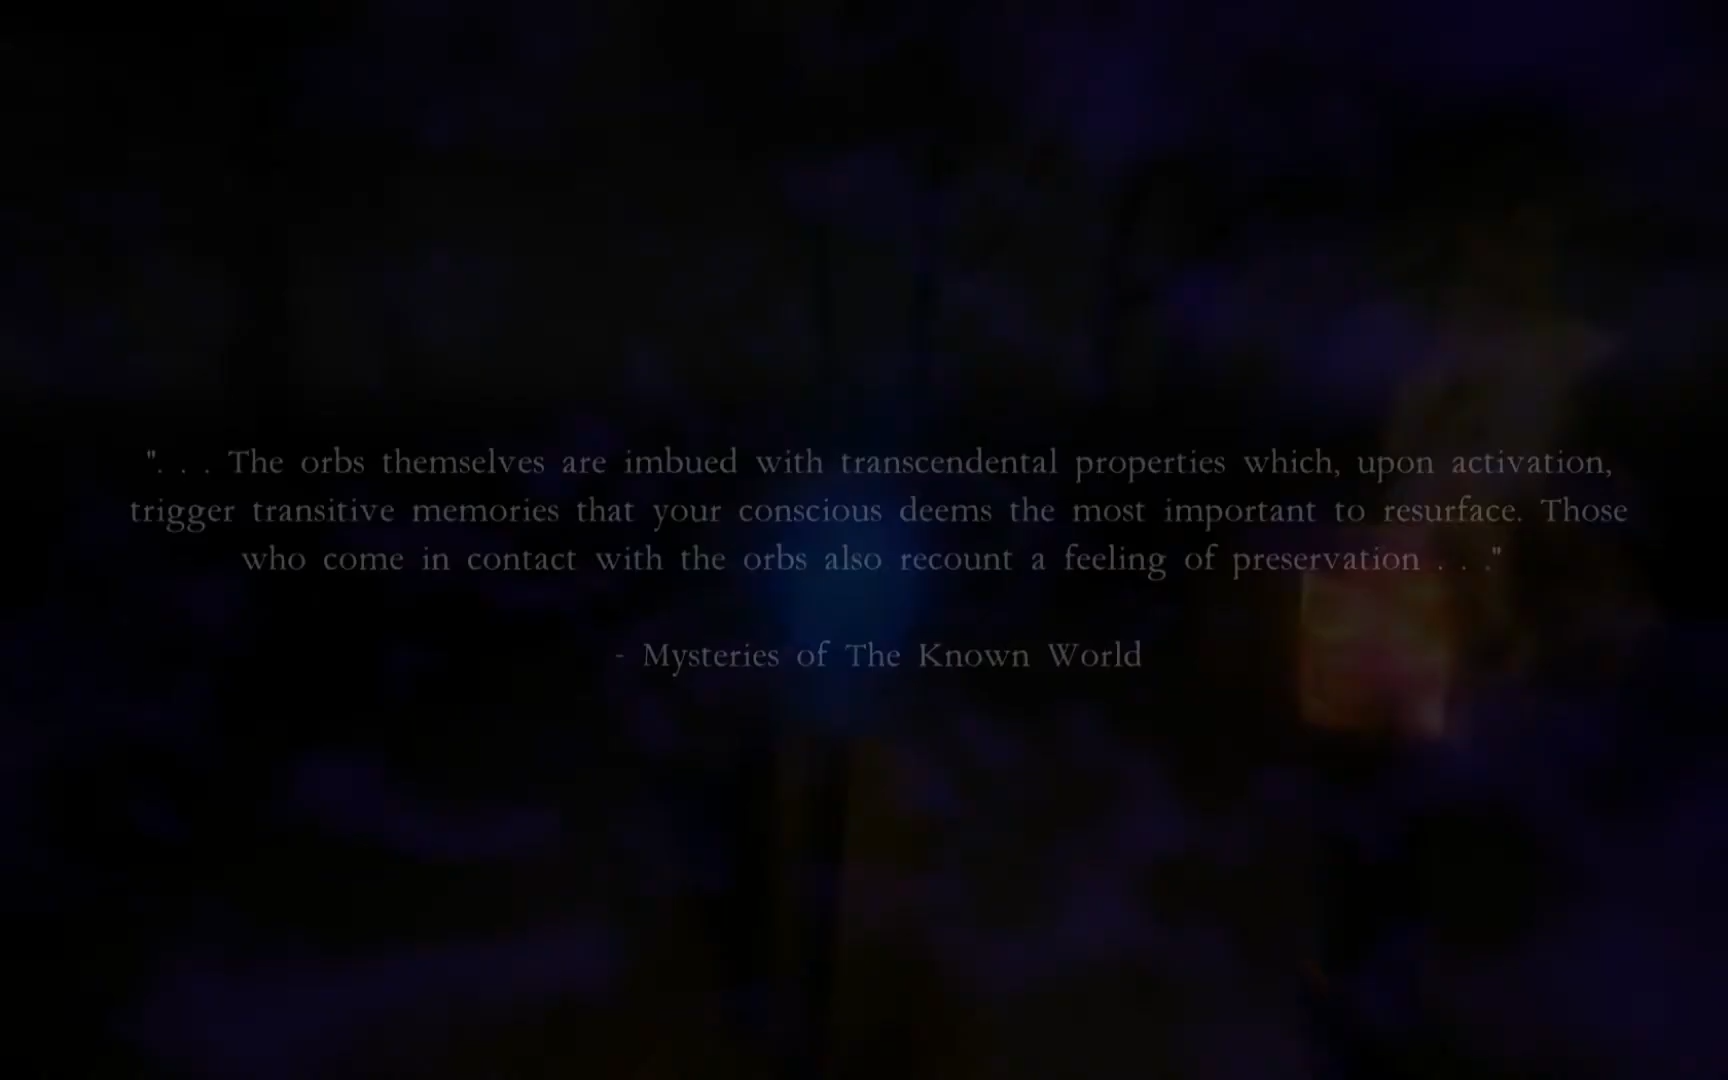 ". . . The orbs themselves are imbued with transcendental properties which, upon activation,
trigger transitive memories that your conscious deems the most important to resurface. Those
who come in contact with the orbs also recount a feeling of preservation . . ."
- Mysteries of The Known World